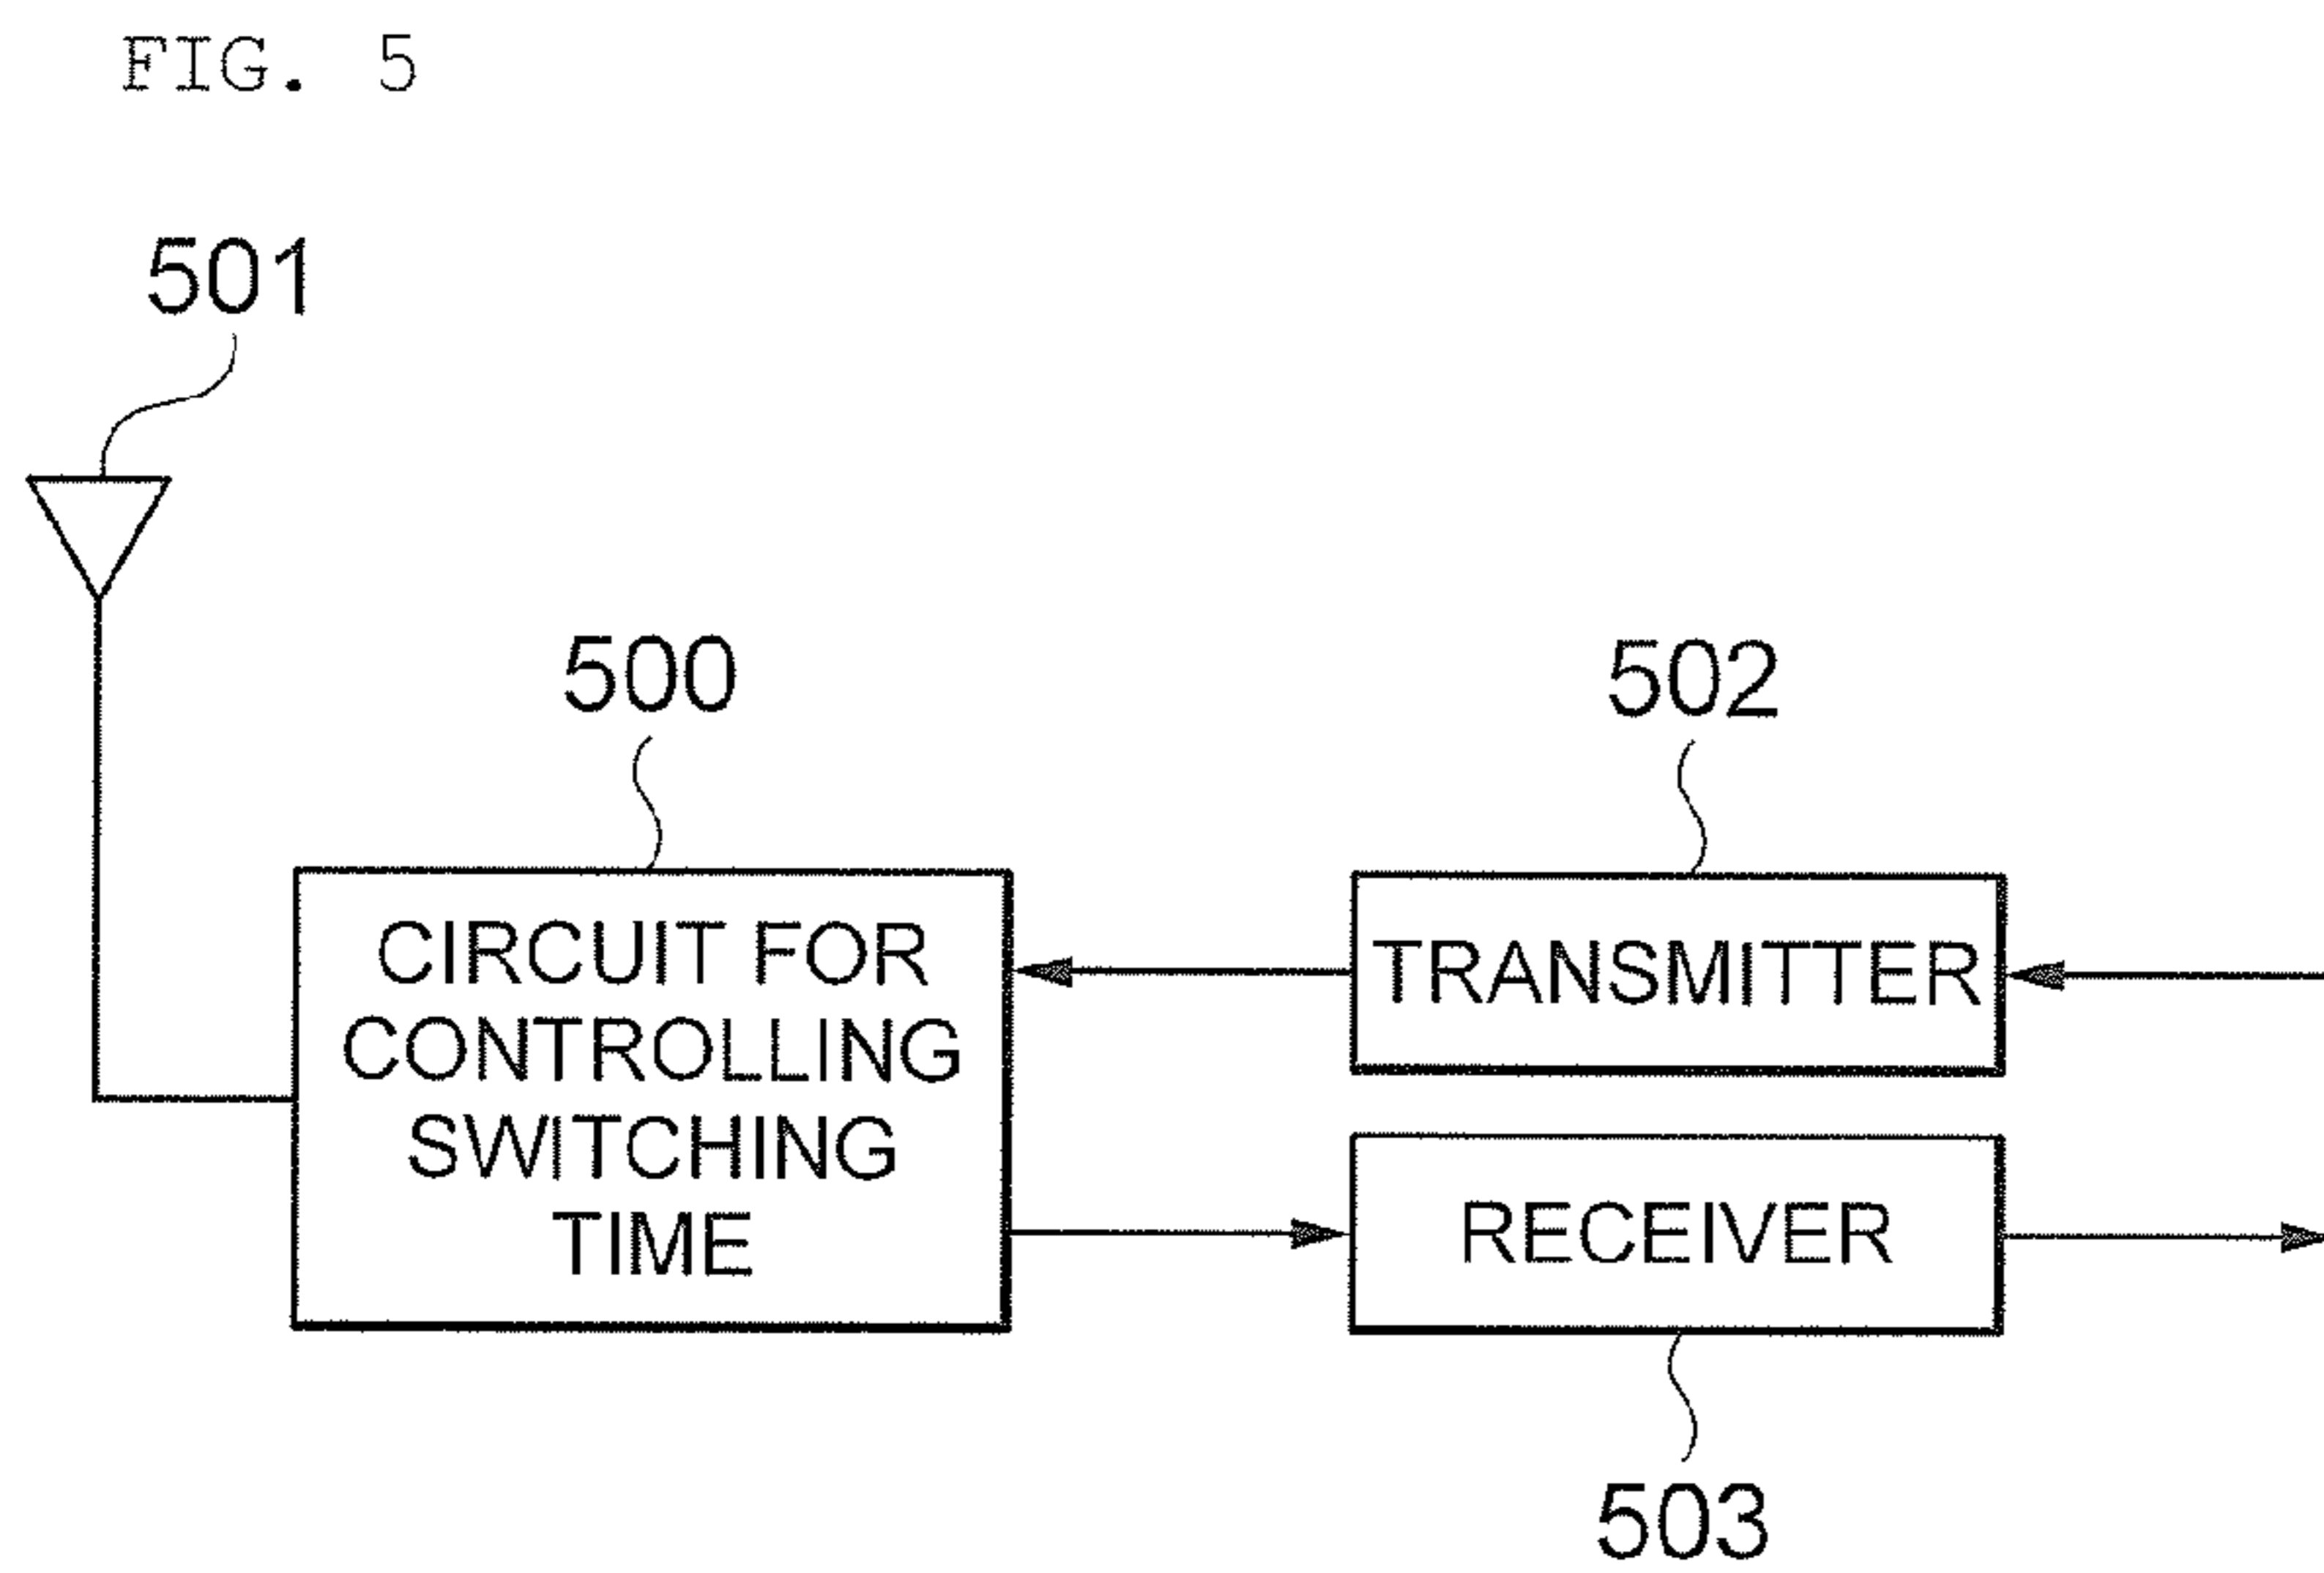 FIG. 5
501
500
502
CIRCUIT FOR
CONTROLLING
SWITCHING
TIME
TRANSMITTER
RECEIVER
503